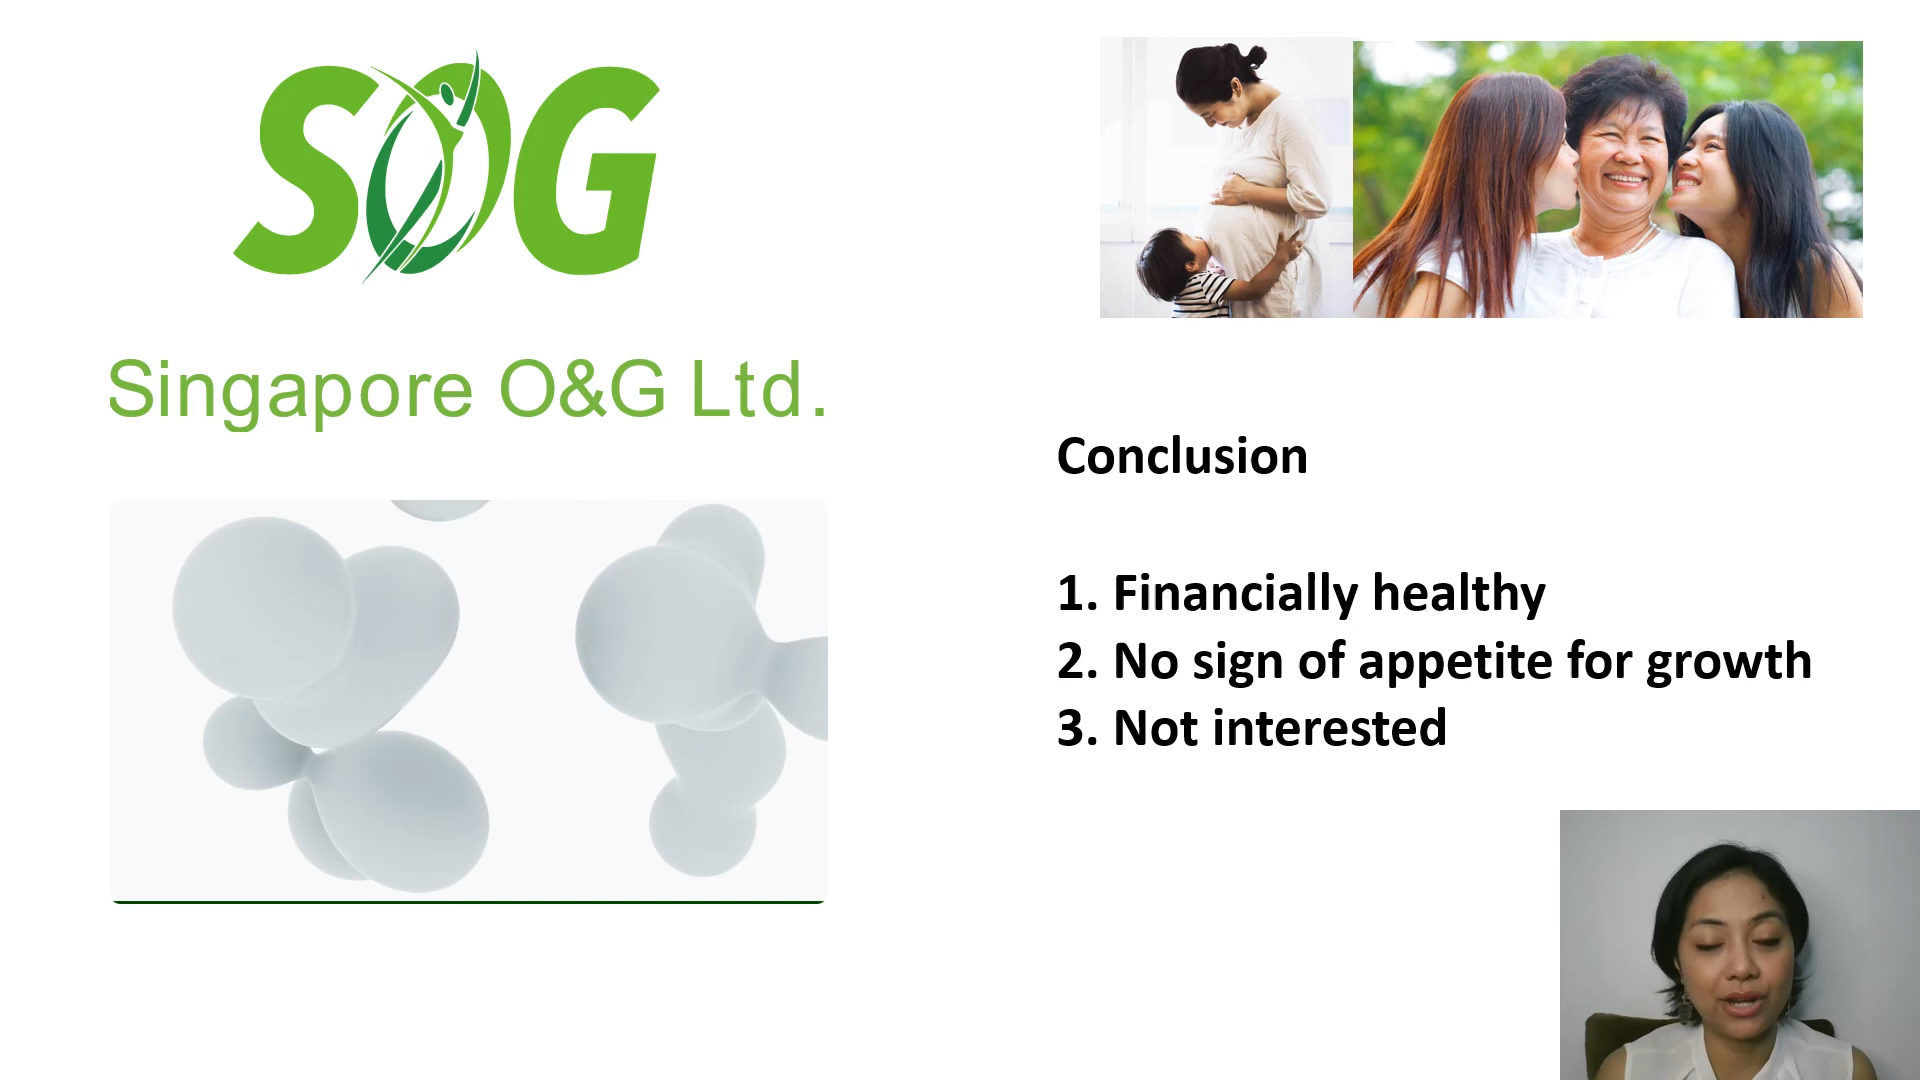 SOG
Singapore O&G Ltd.
Conclusion
1. Financially healthy
2. No sign of appetite for growth
3. Not interested